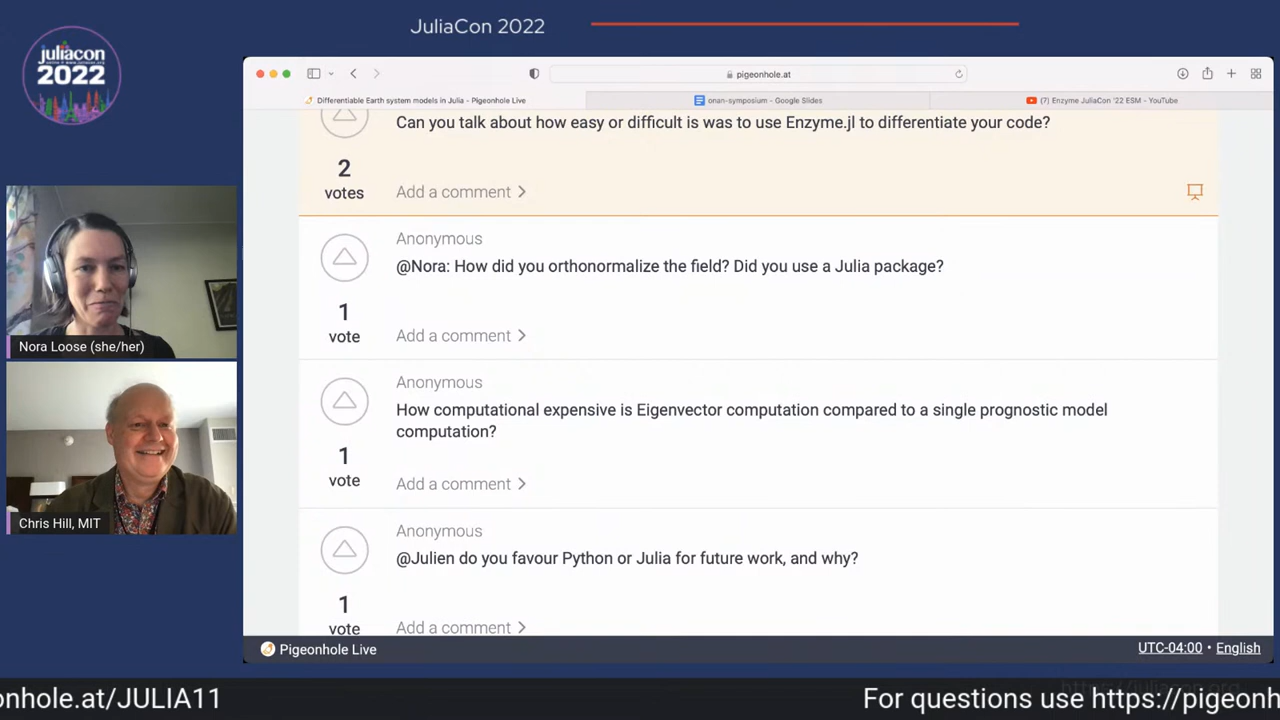 JuliaCon 2022
juliacon
2022
pigeonhole.at
Differentiable Earth system models in Julia - Pigeonhole Live
onan-symposium - Google Slides
(7) Enzyme JuliaCon '22 ESM - YouTube
Can you talk about how easy or difficult is was to use Enzyme.jl to differentiate your code?
2
votes
Add a comment >
Anonymous
@Nora: How did you orthonormalize the field? Did you use a Julia package?
1
vote
Add a comment >
Anonymous
How computational expensive is Eigenvector computation compared to a single prognostic model
computation?
1
vote
Add a comment >
Anonymous
@Julien do you favour Python or Julia for future work, and why?
1
vote
Add a comment >
Nora Loose (she/her)
Chris Hill, MIT
Pigeonhole Live
UTC-04:00 • English
https://juliacon.org
onhole.at/JULIA11
For questions use https://pigeonh